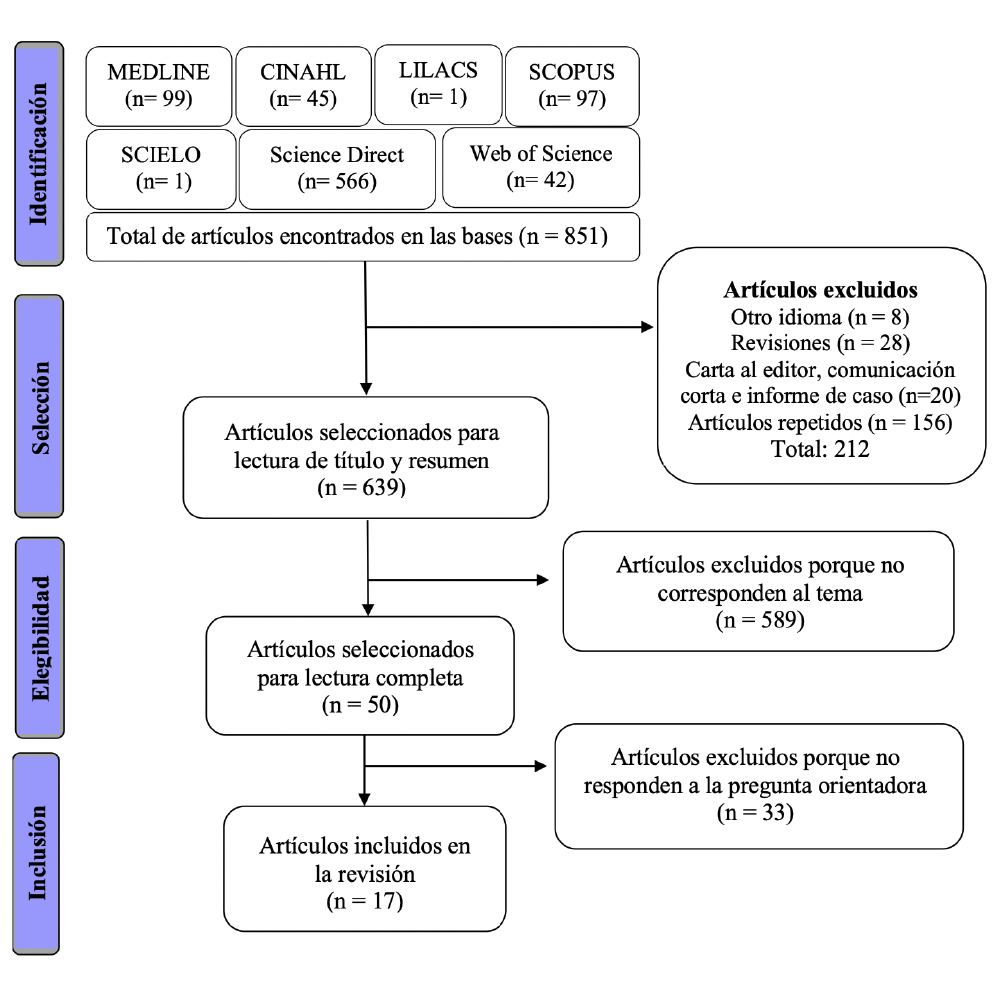 Identificación
MEDLINE
(n= 99)
CINAHL
(n= 45)
LILACS
(n= 1)
SCOPUS
(n= 97)
SCIELO
(n= 1)
Science Direct
(n= 566)
Web of Science
(n= 42)
Total de artículos encontrados en las bases (n = 851)
Artículos excluidos
Otro idioma (n = 8)
Revisiones (n = 28)
Carta al editor, comunicación
corta e informe de caso (n=20)
Artículos repetidos (n = 156)
Total: 212
Selección
Artículos seleccionados para
lectura de título y resumen
(n = 639)
Elegibilidad
Artículos excluidos porque no
corresponden al tema
(n = 589)
Artículos seleccionados
para lectura completa
(n = 50)
Inclusión
Artículos excluidos porque no
responden a la pregunta orientadora
(n = 33)
Artículos incluidos en
la revisión
(n = 17)